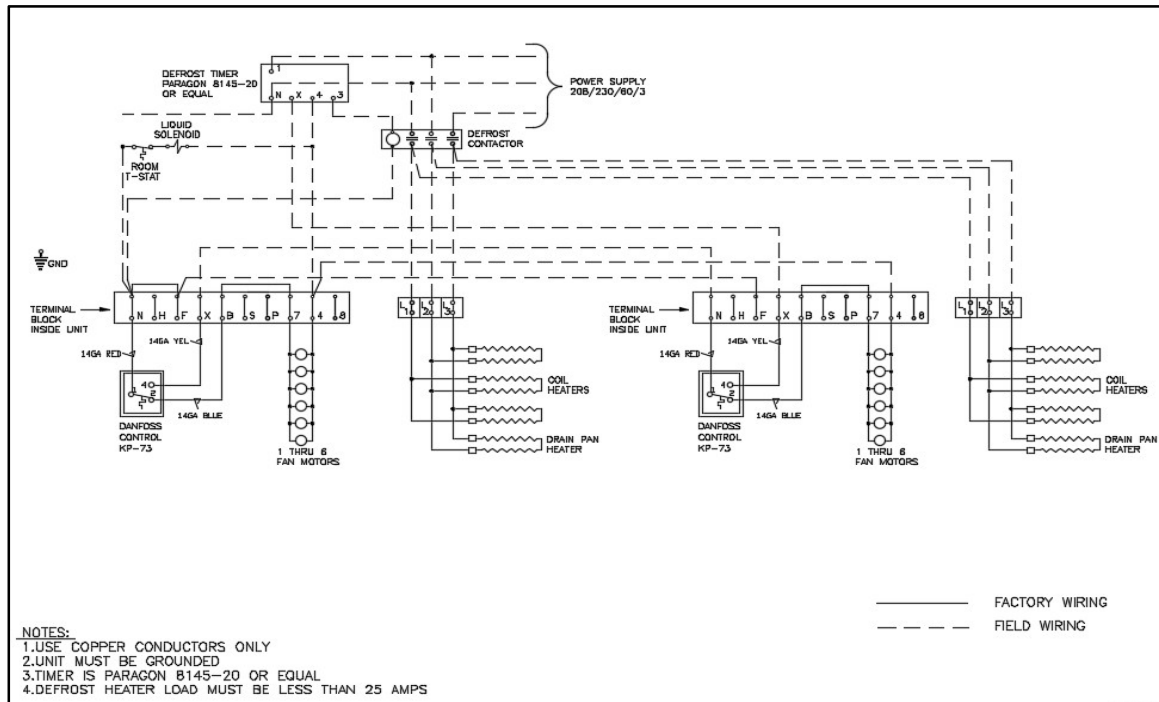 DEFROST TIMER
PARAGON 8145-20
OR EQUAL
1
N X 4 3
POWER SUPPLY
208/230/60/3
LIQUID
SOLENOID
DEFROST
CONTACTOR
ROOM
T-STAT
GND
TERMINAL
BLOCK
INSIDE UNIT
N H F X B S P 7 4 8
L1 L2 L3
TERMINAL
BLOCK
INSIDE UNIT
N H F X B S P 7 4 8
L1 L2 L3
14GA RED
14GA YEL
4
1 2
14GA BLUE
DANFOSS
CONTROL
KP-73
1 THRU 6
FAN MOTORS
COIL
HEATERS
DRAIN PAN
HEATER
14GA RED
14GA YEL
4
1 2
14GA BLUE
DANFOSS
CONTROL
KP-73
1 THRU 6
FAN MOTORS
COIL
HEATERS
DRAIN PAN
HEATER
FACTORY WIRING
FIELD WIRING
NOTES:
1.USE COPPER CONDUCTORS ONLY
2.UNIT MUST BE GROUNDED
3.TIMER IS PARAGON 8145-20 OR EQUAL
4.DEFROST HEATER LOAD MUST BE LESS THAN 25 AMPS